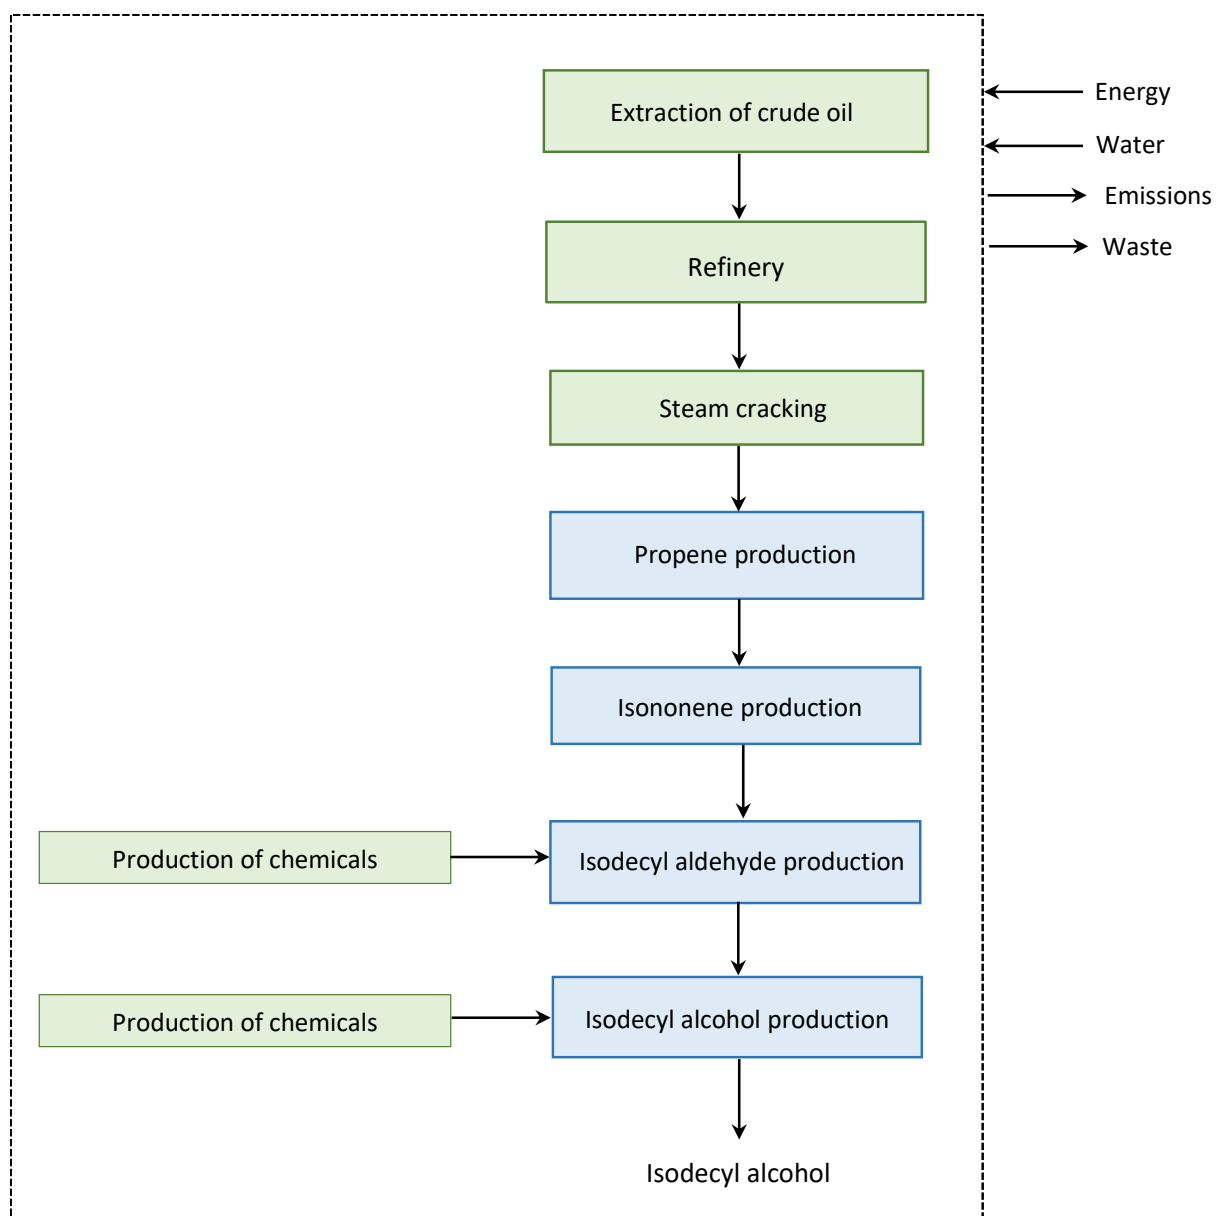 Extraction of crude oil
Energy
Water
Emissions
Waste
Refinery
Steam cracking
Propene production
Isononene production
Production of chemicals
Isodecyl aldehyde production
Production of chemicals
Isodecyl alcohol production
Isodecyl alcohol